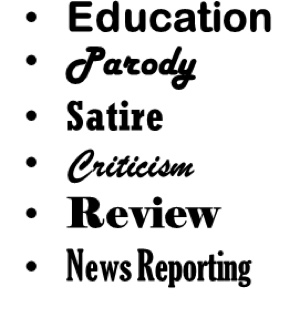 • Education
• Parody
• Satire
• Criticism
• Review
• News Reporting